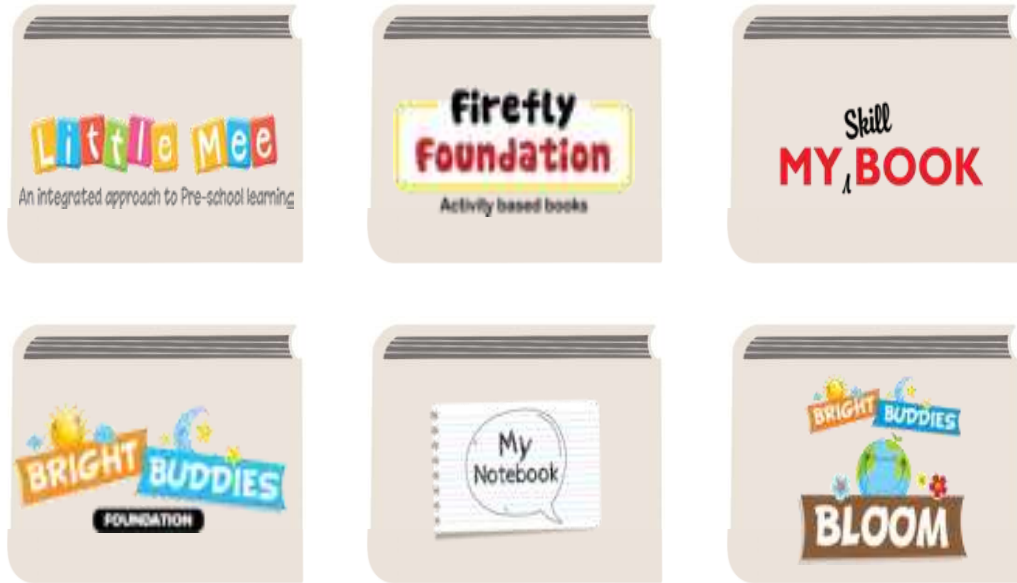 Little Mee
An integrated approach to Pre-school learning
Firefly
Foundation
Activity based books
Skill
MY BOOK
BRIGHT BUDDIES
FOUNDATION
My
Notebook
BRIGHT BUDDIES
BLOOM